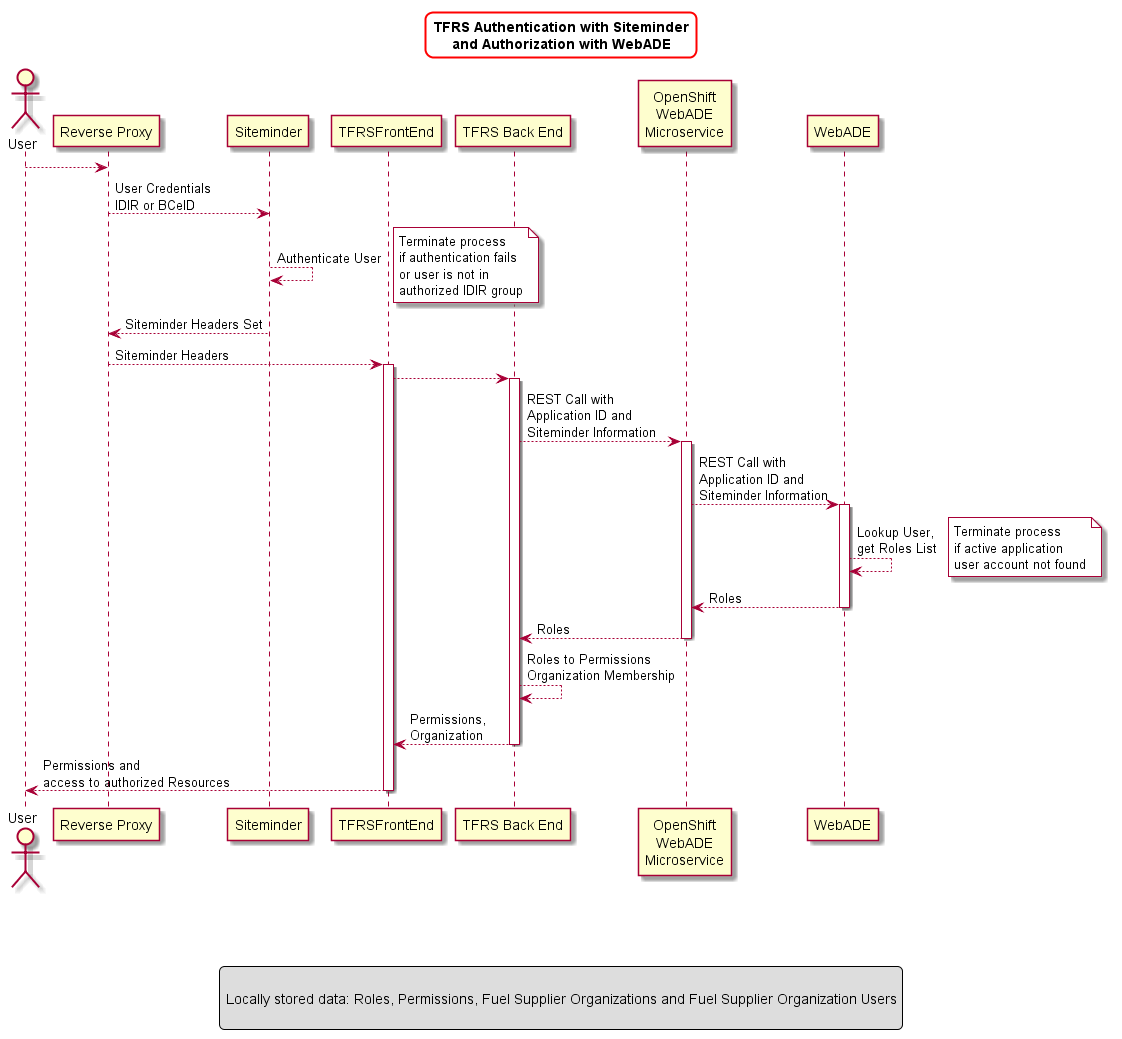 TFRS Authentication with Siteminder
and Authorization with WebADE
User
Reverse Proxy
Siteminder
TFRSFrontEnd
TFRS Back End
OpenShift
WebADE
Microservice
WebADE
User Credentials
IDIR or BCeID
Authenticate User
Terminate process
if authentication fails
or user is not in
authorized IDIR group
Siteminder Headers Set
Siteminder Headers
REST Call with
Application ID and
Siteminder Information
REST Call with
Application ID and
Siteminder Information
Lookup User,
get Roles List
Terminate process
if active application
user account not found
Roles
Roles
Roles to Permissions
Organization Membership
Permissions,
Organization
Permissions and
access to authorized Resources
User
Reverse Proxy
Siteminder
TFRSFrontEnd
TFRS Back End
OpenShift
WebADE
Microservice
WebADE
Locally stored data: Roles, Permissions, Fuel Supplier Organizations and Fuel Supplier Organization Users